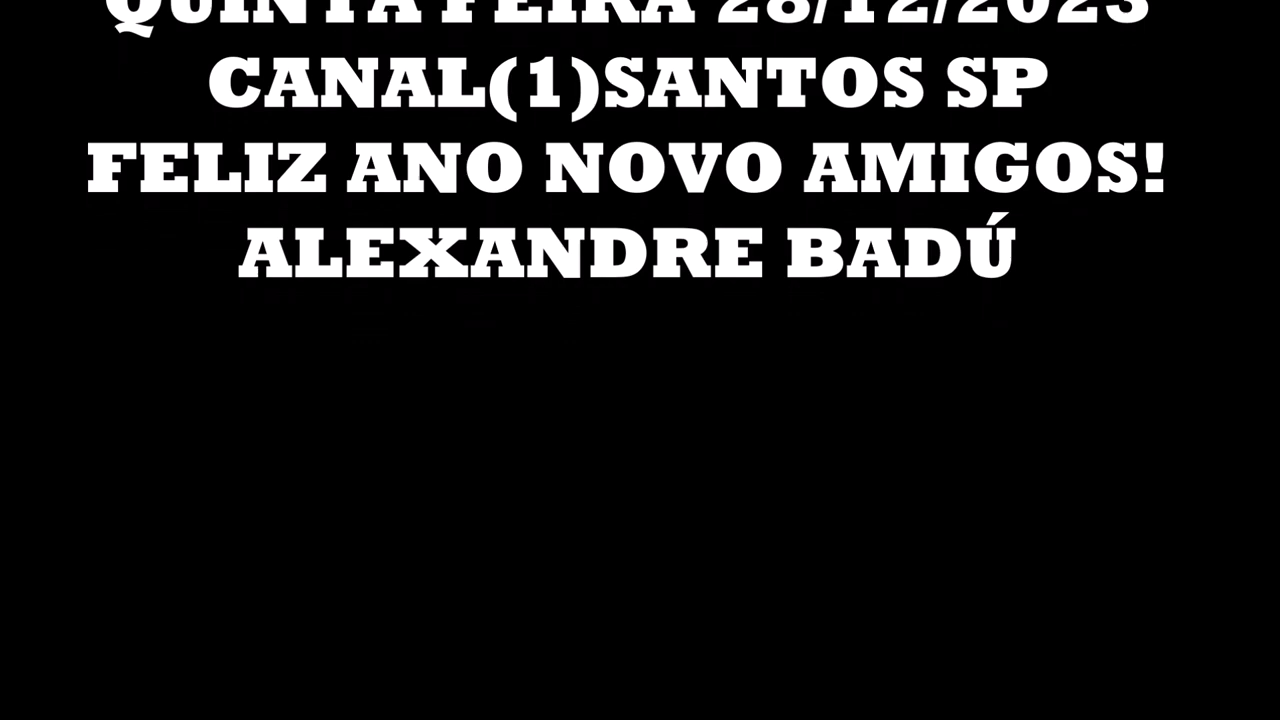 QUINTA FEIRA 28/12/2023
CANAL(1)SANTOS SP
FELIZ ANO NOVO AMIGOS!
ALEXANDRE BADÚ